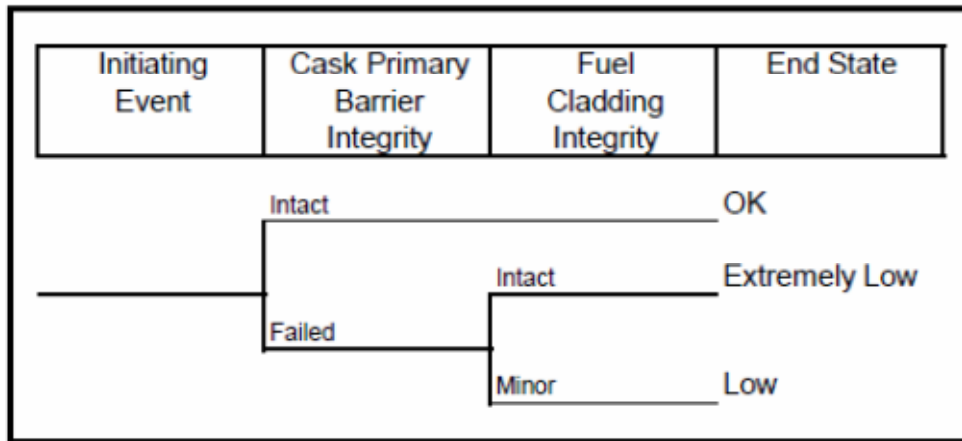 Initiating
Event
Cask Primary
Barrier
Integrity
Fuel
Cladding
Integrity
End State
Intact
OK
Intact
Extremely Low
Failed
Minor
Low